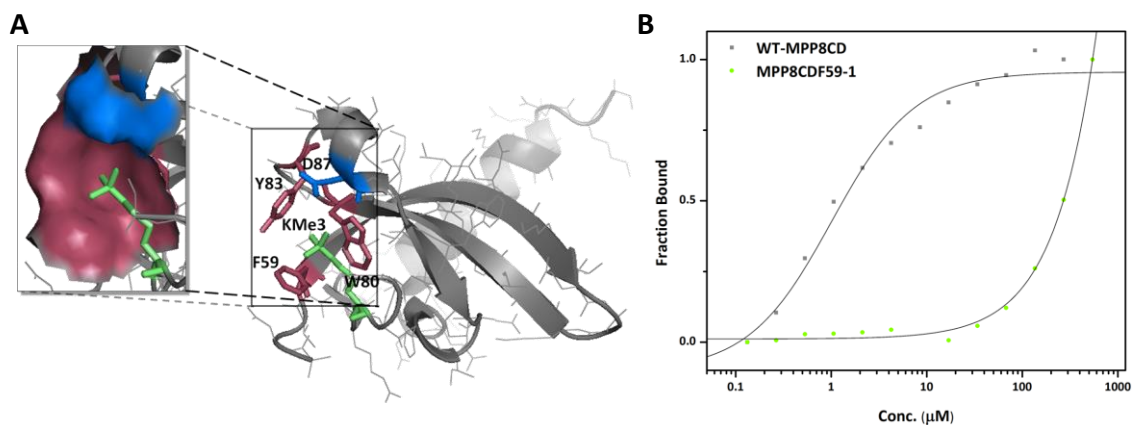 A
D87
Y83
KMe3
F59
W80
B
WT-MPP8CD
MPP8CDF59-1
1.0
0.5
0.0
Fraction Bound
0.1 1 10 100 1000
Conc. (μM)